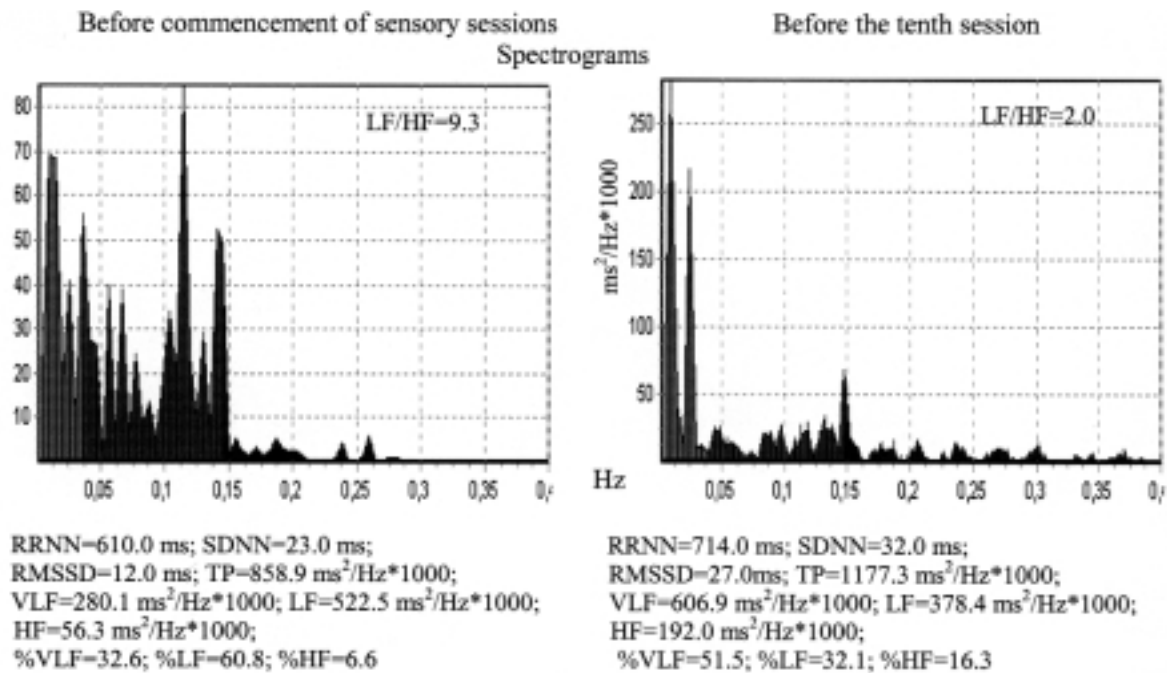 Before commencement of sensory sessions
Before the tenth session
Spectrograms
LF/HF=9.3
80
70
60
50
40
30
20
10
0,05 0,1 0,15 0,2 0,25 0,3 0,35 0,4
LF/HF=2.0
ms²/Hz*1000
250
200
150
100
50
Hz
0,05 0,1 0,15 0,2 0,25 0,3 0,35 0,4
RRNN=610.0 ms; SDNN=23.0 ms;
RMSSD=12.0 ms; TP=858.9 ms²/Hz*1000;
VLF=280.1 ms²/Hz*1000; LF=522.5 ms²/Hz*1000;
HF=56.3 ms²/Hz*1000;
%VLF=32.6; %LF=60.8; %HF=6.6
RRNN=714.0 ms; SDNN=32.0 ms;
RMSSD=27.0ms; TP=1177.3 ms²/Hz*1000;
VLF=606.9 ms²/Hz*1000; LF=378.4 ms²/Hz*1000;
HF=192.0 ms²/Hz*1000;
%VLF=51.5; %LF=32.1; %HF=16.3